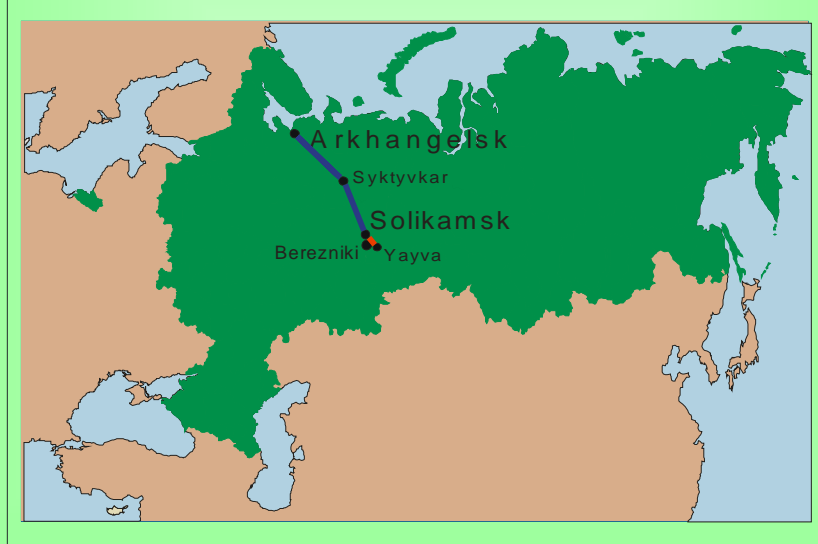 Arkhangelsk
Syktyvkar
Solikamsk
Berezniki
Yayva